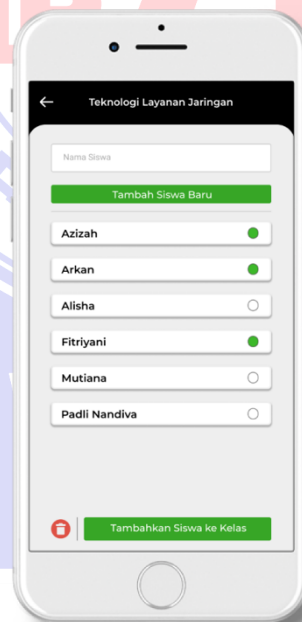 Teknologi Layanan Jaringan
Nama Siswa
Tambah Siswa Baru
Azizah
Arkan
Alisha
Fitriyani
Mutiana
Padli Nandiva
Tambahkan Siswa ke Kelas